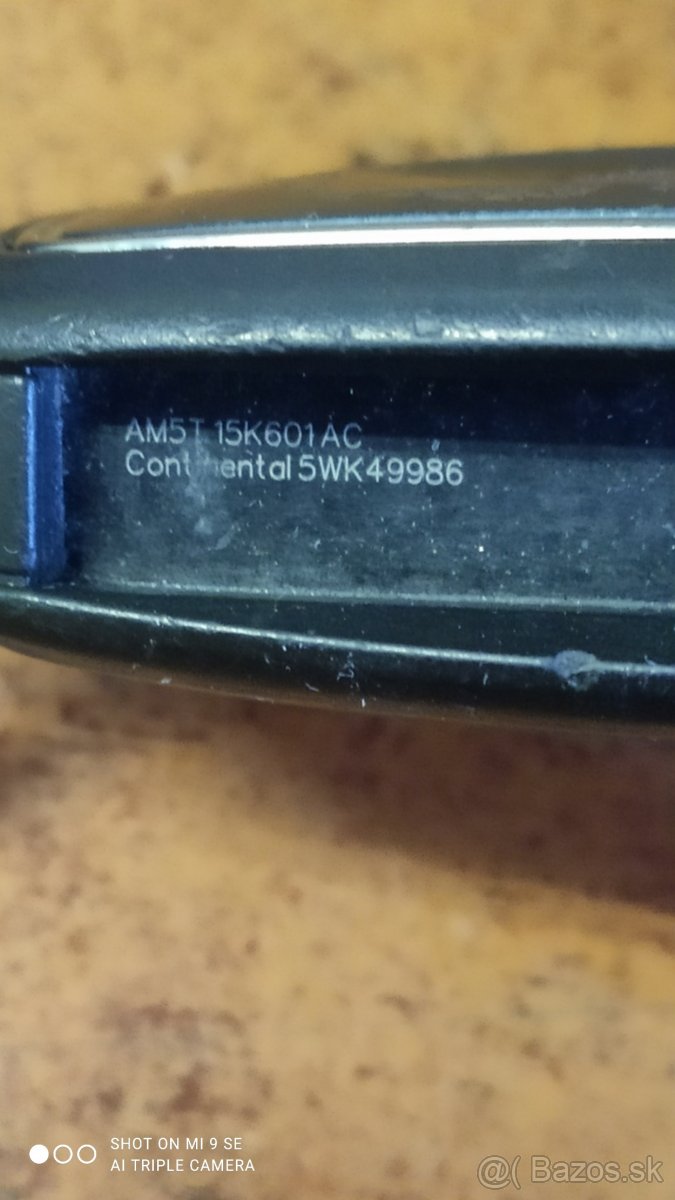 AM5T 15K601AC
Continental 5WK49986
SHOT ON MI 9 SE
AI TRIPLE CAMERA
@( Bazos.sk